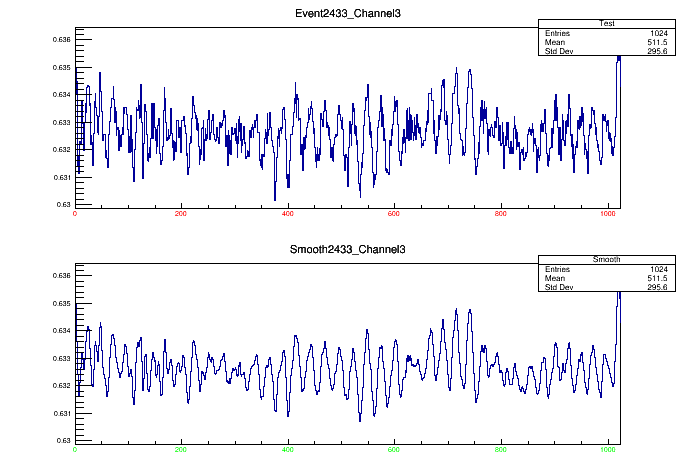 Event2433_Channel3
Test
Entries 1024
Mean 511.5
Std Dev 295.6
0.636
0.635
0.634
0.633
0.632
0.631
0.63
0 200 400 600 800 1000
Smooth2433_Channel3
Smooth
Entries 1024
Mean 511.5
Std Dev 295.6
0.636
0.635
0.634
0.633
0.632
0.631
0.63
0 200 400 600 800 1000